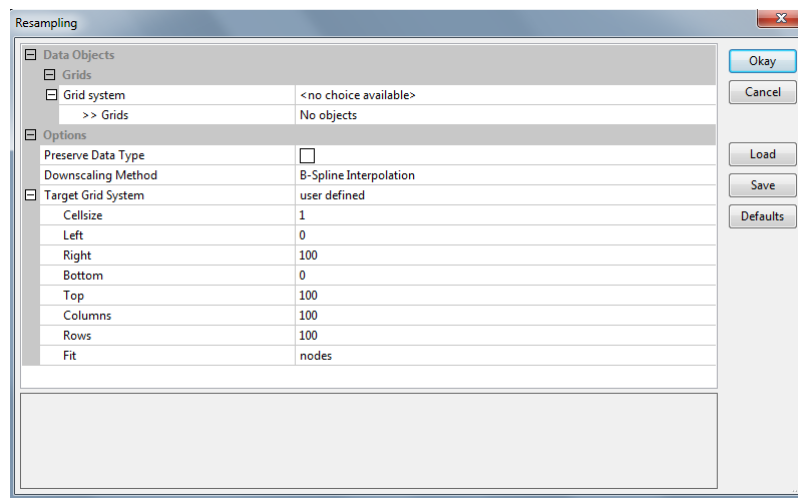 Resampling
Data Objects
Grids
Grid system <no choice available>
>> Grids No objects
Options
Preserve Data Type
Downscaling Method B-Spline Interpolation
Target Grid System user defined
Cellsize 1
Left 0
Right 100
Bottom 0
Top 100
Columns 100
Rows 100
Fit nodes
Okay
Cancel
Load
Save
Defaults